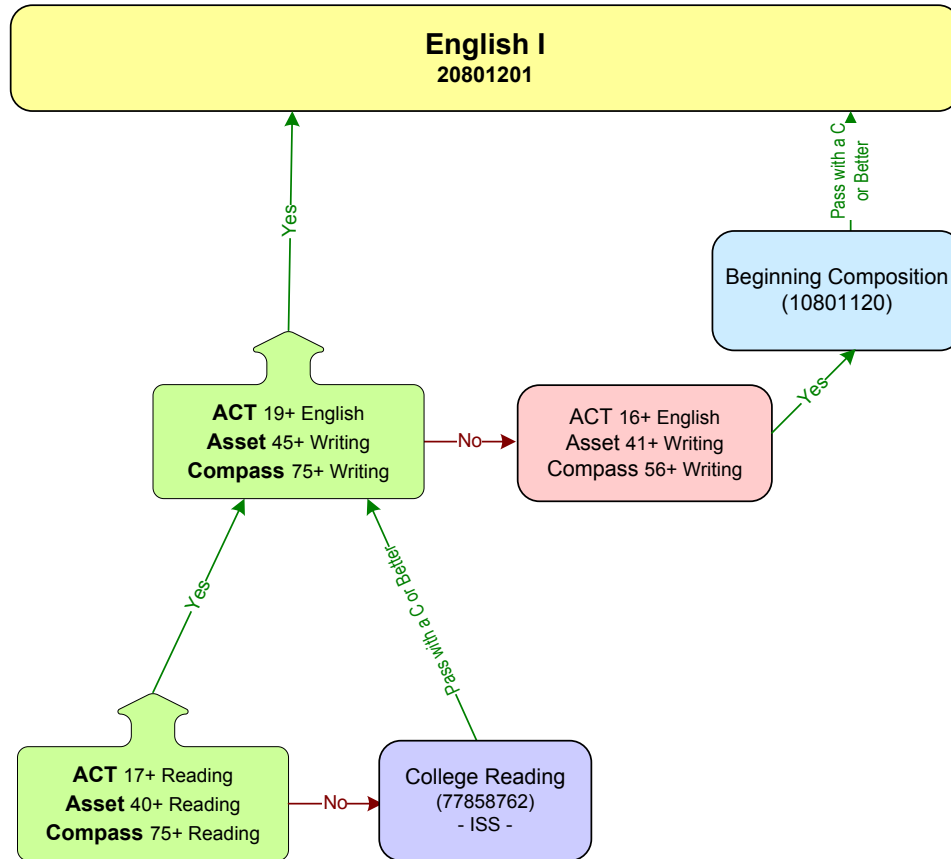 English I
20801201
Pass with a C
or Better
Yes
Beginning Composition
(10801120)
ACT 19+ English
Asset 45+ Writing
Compass 75+ Writing
No
ACT 16+ English
Asset 41+ Writing
Compass 56+ Writing
Yes
Yes
Pass with a C or Better
ACT 17+ Reading
Asset 40+ Reading
Compass 75+ Reading
No
College Reading
(77858762)
- ISS -